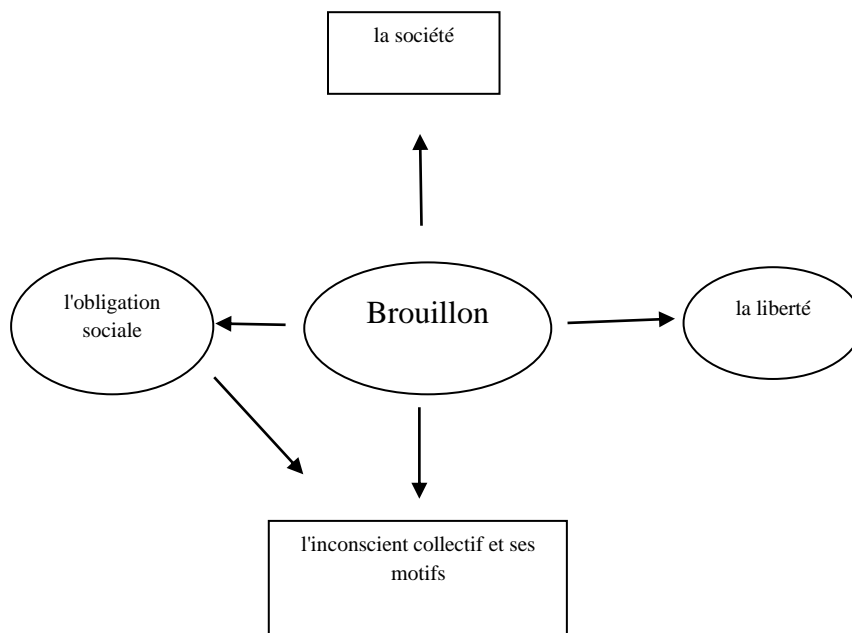 la société
l'obligation
sociale
Brouillon
la liberté
l'inconscient collectif et ses
motifs